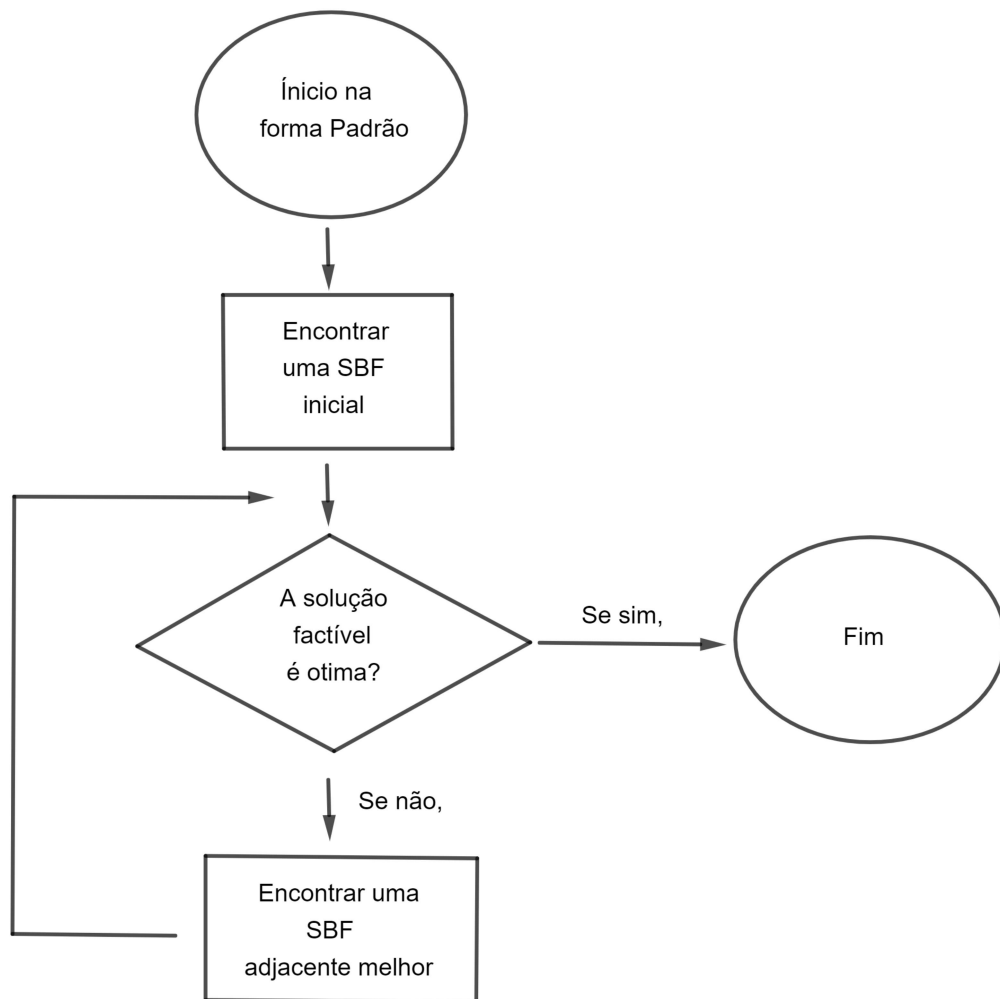 Ínicio na
forma Padrão
Encontrar
uma SBF
inicial
A solução
factível
é otima?
Se sim,
Fim
Se não,
Encontrar uma
SBF
adjacente melhor